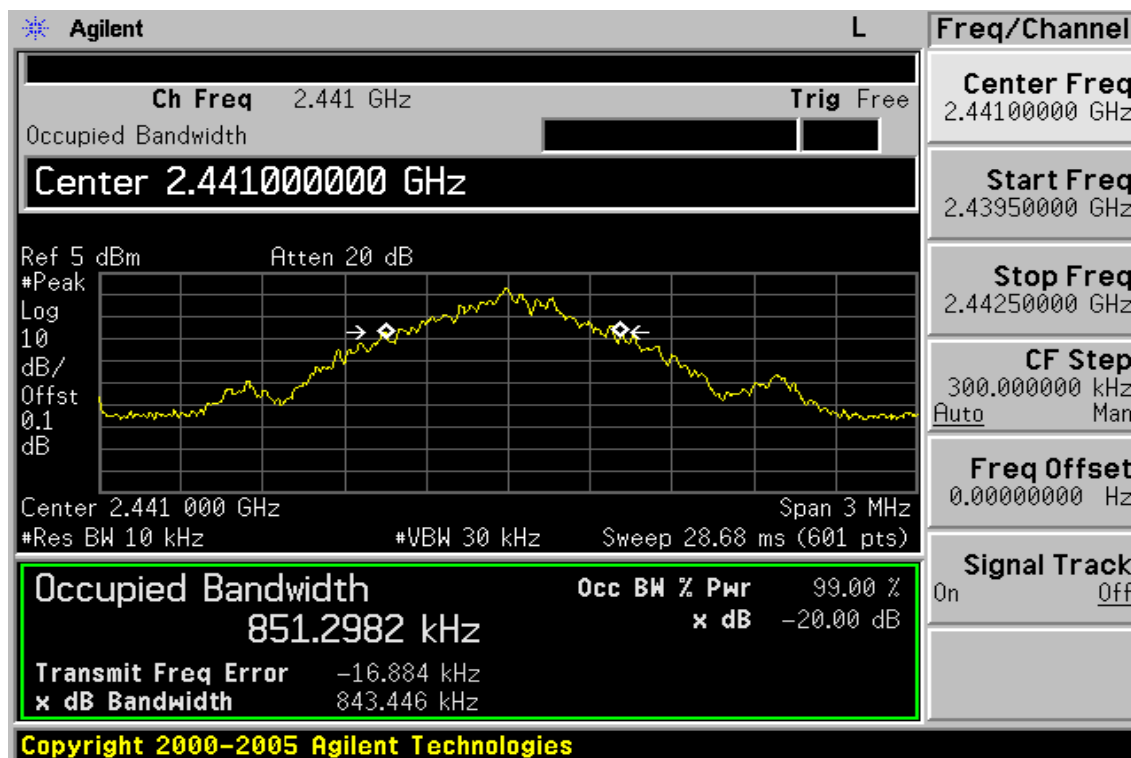 Agilent L Freq/Channel
Ch Freq 2.441 GHz Trig Free
Occupied Bandwidth
Center 2.441000000 GHz
Ref 5 dBm Atten 20 dB
#Peak
Log
10
dB/
Offst
0.1
dB
Center 2.441 000 GHz Span 3 MHz
#Res BW 10 kHz #VBW 30 kHz Sweep 28.68 ms (601 pts)
Occupied Bandwidth Occ BW % Pwr 99.00 %
851.2982 kHz x dB -20.00 dB
Transmit Freq Error -16.884 kHz
x dB Bandwidth 843.446 kHz
Copyright 2000-2005 Agilent Technologies
Center Freq
2.44100000 GHz
Start Freq
2.43950000 GHz
Stop Freq
2.44250000 GHz
CF Step
300.000000 kHz
Auto Man
Freq Offset
0.00000000 Hz
Signal Track
On Off